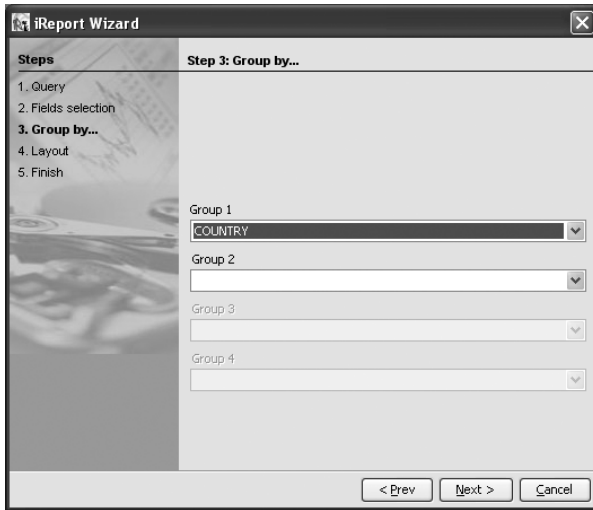 iReport Wizard
Steps
1. Query
2. Fields selection
3. Group by...
4. Layout
5. Finish
Step 3: Group by...
Group 1
COUNTRY
Group 2
Group 3
Group 4
< Prev
Next >
Cancel